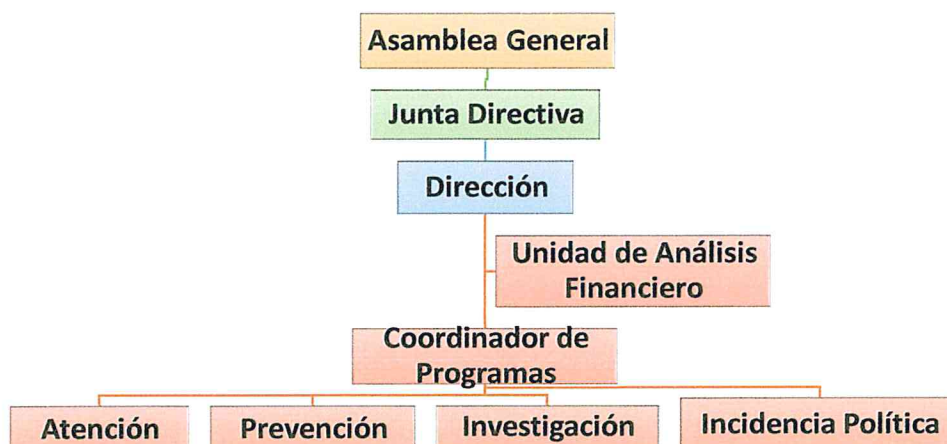 Asamblea General
Junta Directiva
Dirección
Unidad de Análisis
Financiero
Coordinador de
Programas
Atención
Prevención
Investigación
Incidencia Política